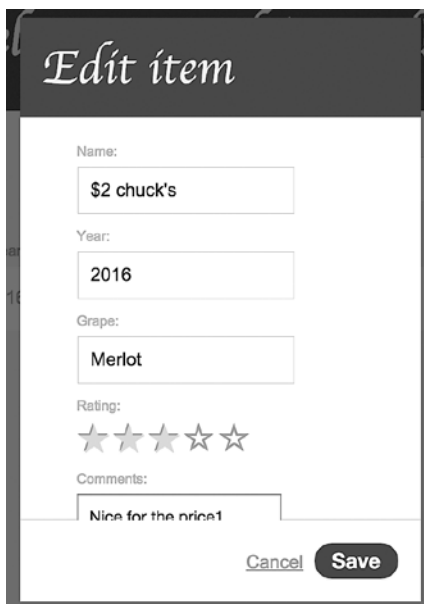 Edit item
Name:
$2 chuck's
Year:
2016
Grape:
Merlot
Rating:
Comments:
Nice for the price1
Cancel
Save